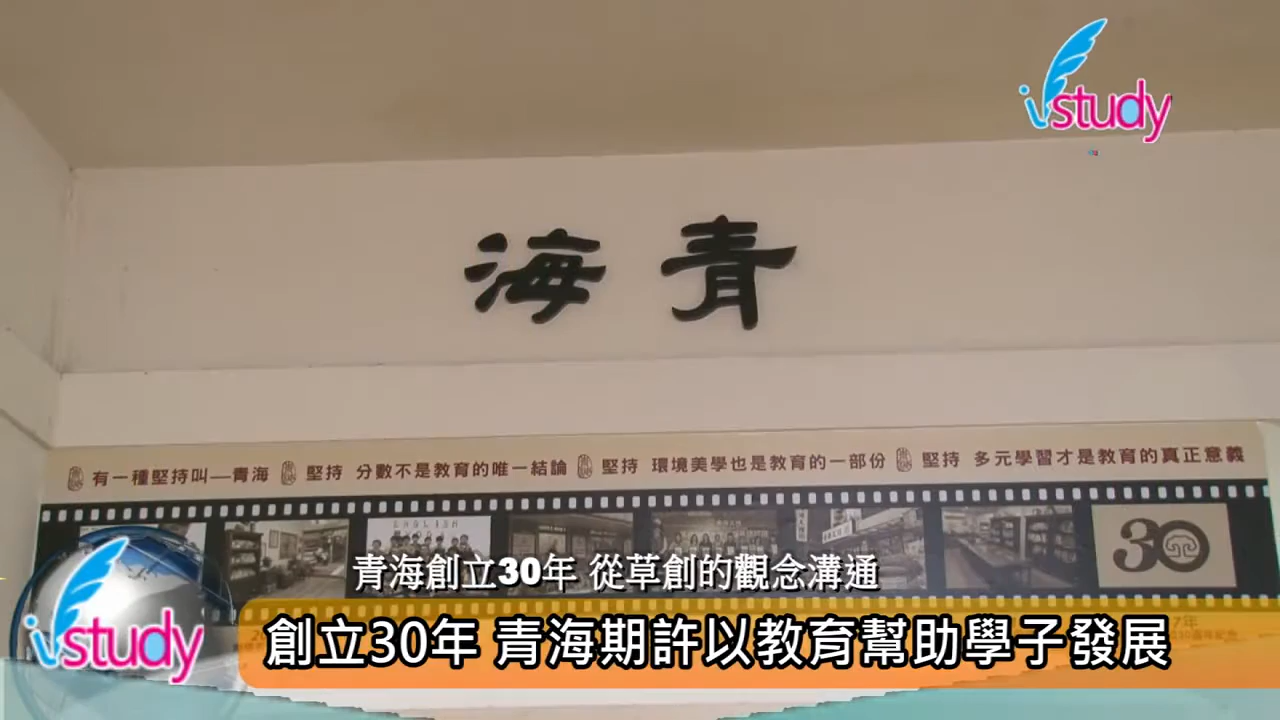 istudy
海青
有一種堅持叫—青海 堅持 分數不是教育的唯一結論 堅持 環境美學也是教育的一部份 堅持 多元學習才是教育的真正意義
ENGLISH
30
青海創立30年 從草創的觀念溝通
創立30年 青海期許以教育幫助學子發展
istudy